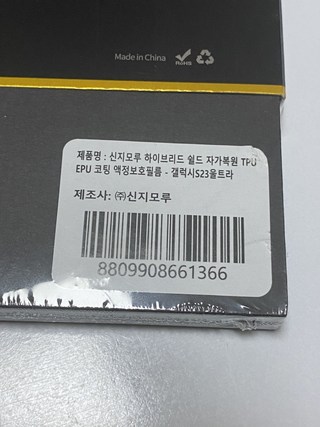 Made in China
RoHS
제품명 : 신지모루 하이브리드 쉴드 자가복원 TPU
EPU 코팅 액정보호필름 - 갤럭시S23울트라
제조사: ㈜신지모루
8809908661366